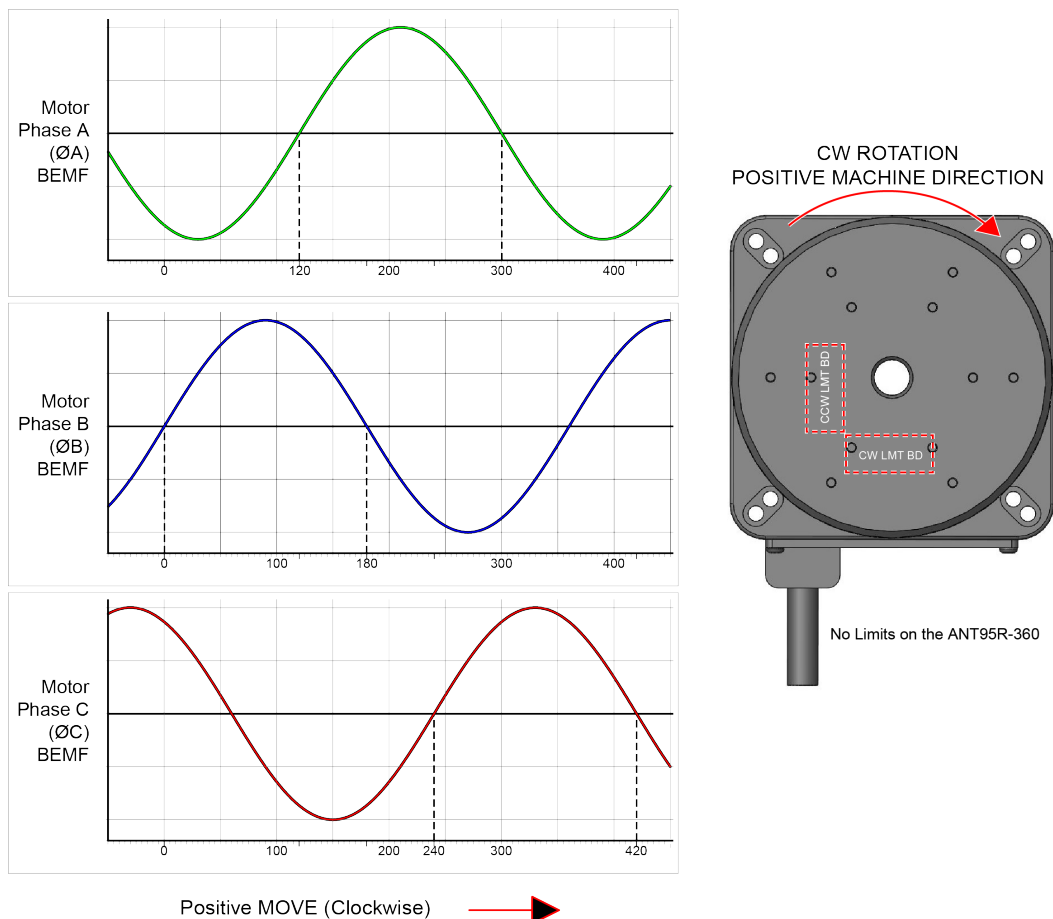 Motor
Phase A
(ØA)
BEMF
0
120
200
300
400
Motor
Phase B
(ØB)
BEMF
0
100
180
300
400
Motor
Phase C
(ØC)
BEMF
0
100
200
240
300
420
Positive MOVE (Clockwise)
CW ROTATION
POSITIVE MACHINE DIRECTION
CCW LMT BD
CW LMT BD
No Limits on the ANT95R-360